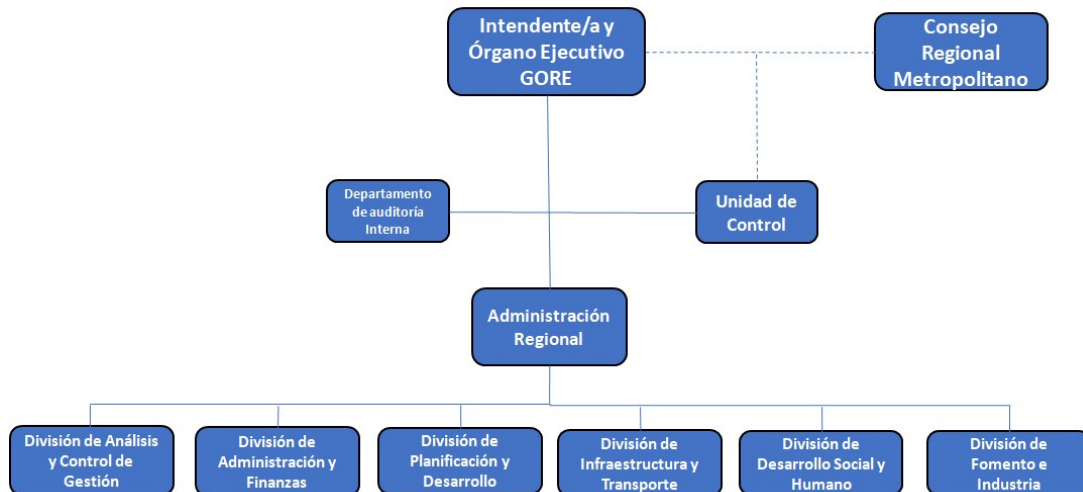 Intendente/a y
Órgano Ejecutivo
GORE
Consejo
Regional
Metropolitano
Departamento
de auditoría
Interna
Unidad de
Control
Administración
Regional
División de Análisis
y Control de
Gestión
División de
Administración y
Finanzas
División de
Planificación y
Desarrollo
División de
Infraestructura y
Transporte
División de
Desarrollo Social y
Humano
División de
Fomento e
Industria